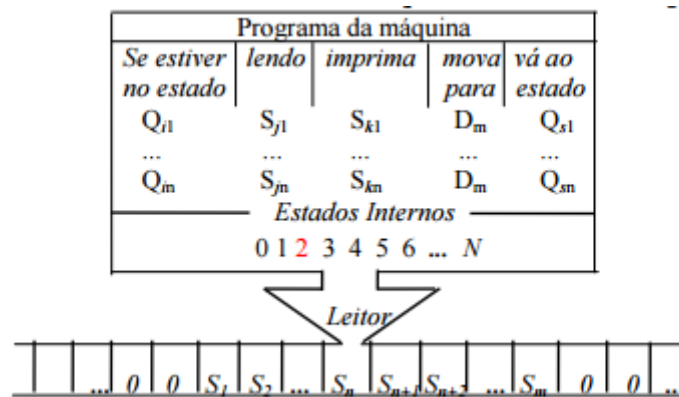 Programa da máquina
Se estiver no estado | lendo | imprima | mova para | vá ao estado
Qi1 Sj1 Sk1 Dm Qs1
... ... ... ... ...
Qin Sjn Skn Dm Qsn
Estados Internos
0 1 2 3 4 5 6 ... N
Leitor
... 0 0 S1 S2 ... Sn Sn+1 Sn+2 ... Sm 0 0 ...